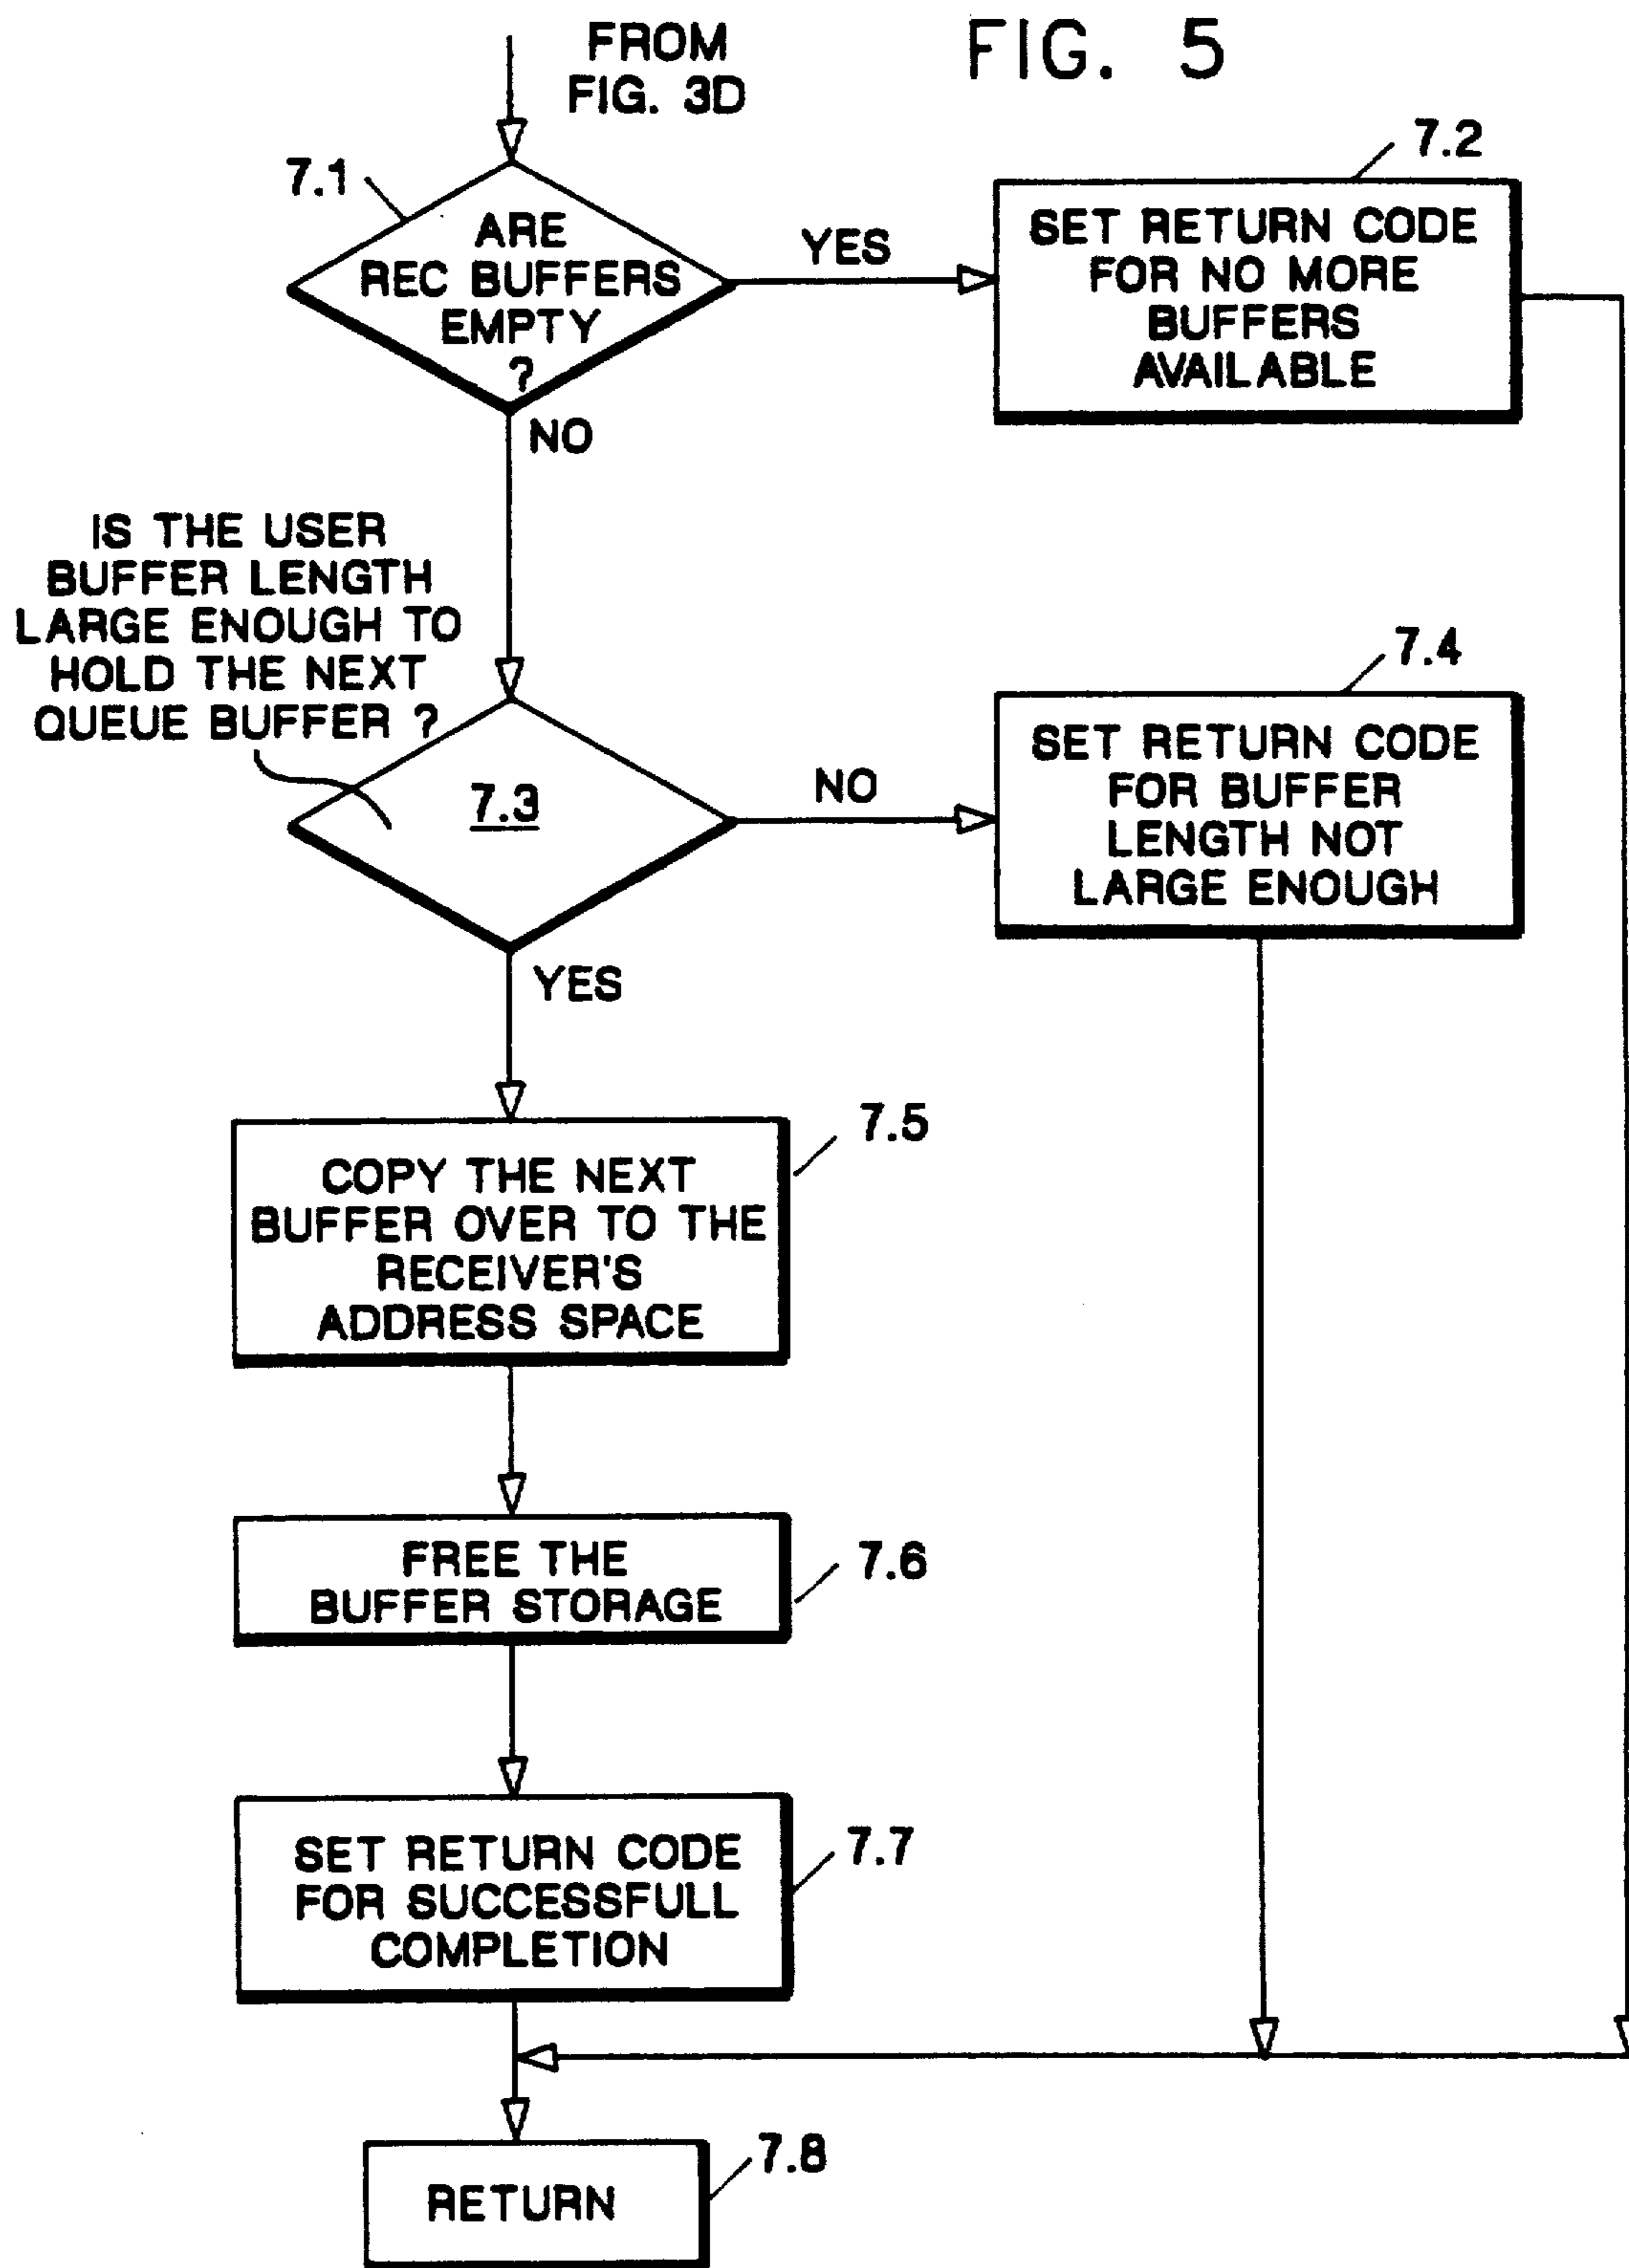 FROM
FIG. 3D
FIG. 5
7.1
ARE
REC BUFFERS
EMPTY
?
YES
7.2
SET RETURN CODE
FOR NO MORE
BUFFERS
AVAILABLE
NO
IS THE USER
BUFFER LENGTH
LARGE ENOUGH TO
HOLD THE NEXT
QUEUE BUFFER ?
7.3
NO
7.4
SET RETURN CODE
FOR BUFFER
LENGTH NOT
LARGE ENOUGH
YES
7.5
COPY THE NEXT
BUFFER OVER TO THE
RECEIVER'S
ADDRESS SPACE
FREE THE
BUFFER STORAGE
7.6
SET RETURN CODE
FOR SUCCESSFULL
COMPLETION
7.7
RETURN
7.8